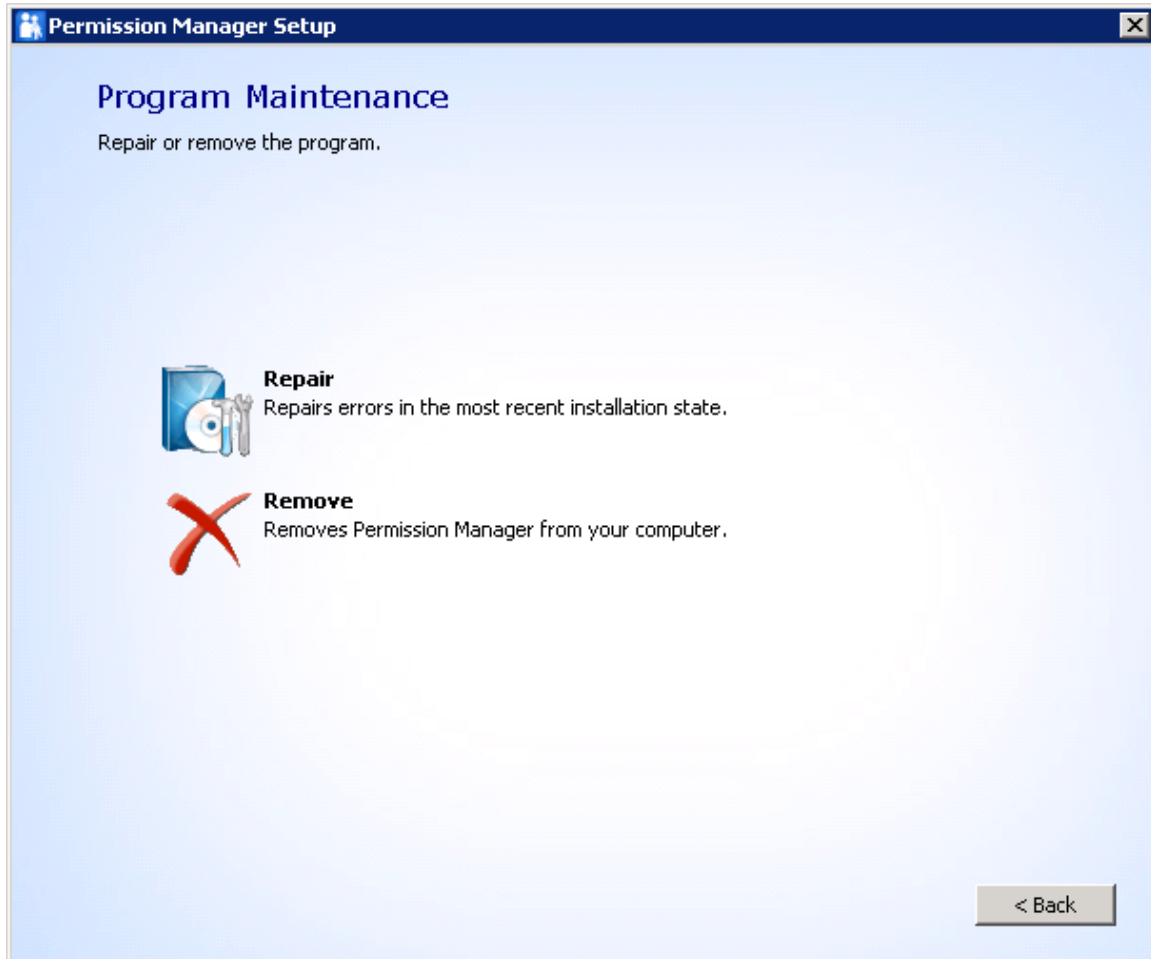 Permission Manager Setup
Program Maintenance
Repair or remove the program.
Repair
Repairs errors in the most recent installation state.
Remove
Removes Permission Manager from your computer.
< Back